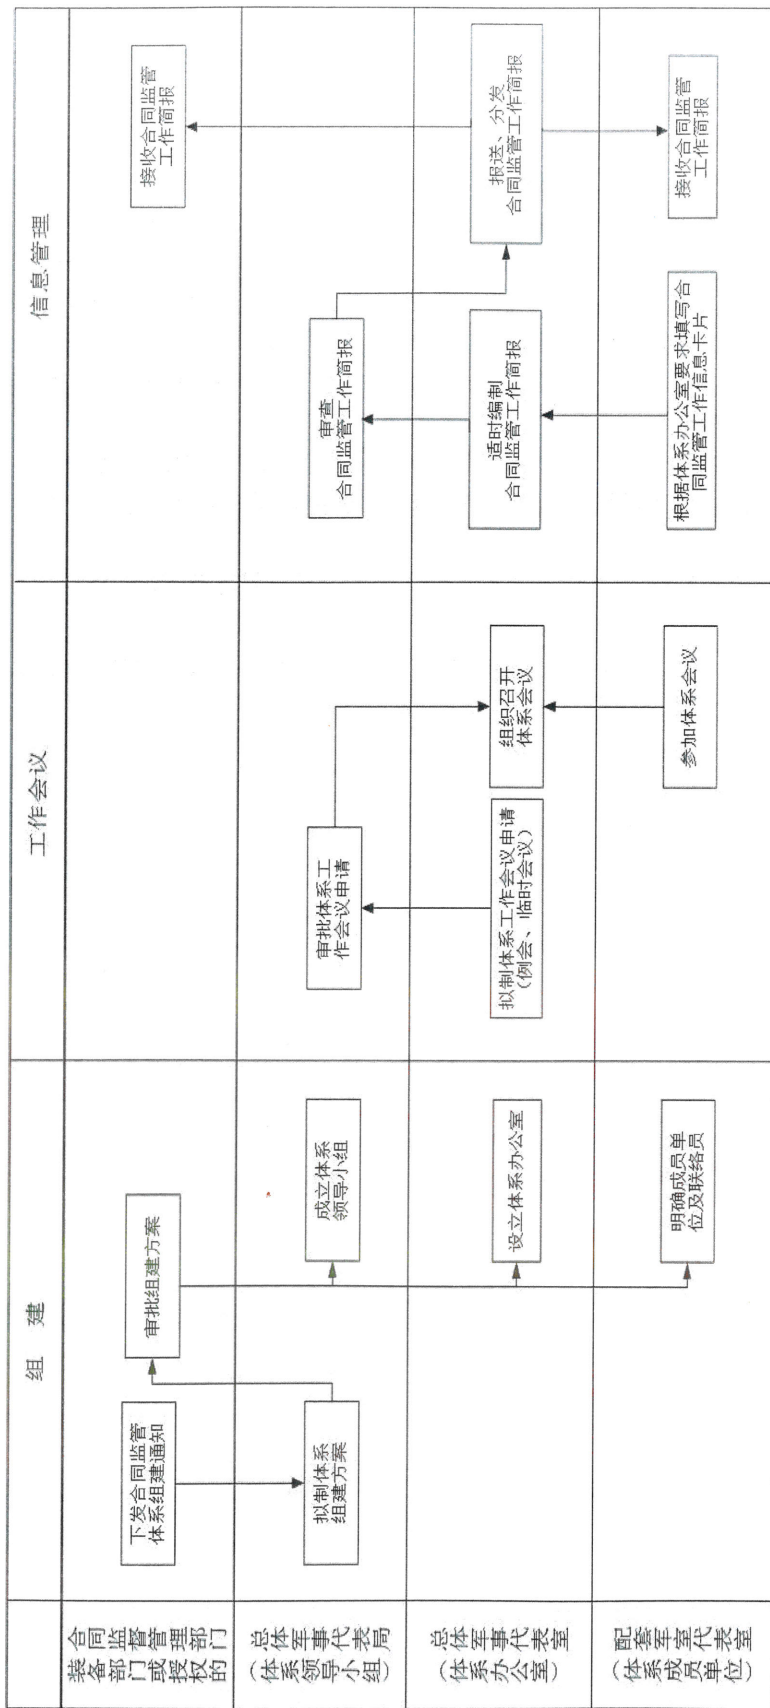 组 建
工作会议
信息管理
装备部门或授权的
合同监督管理部门
下发合同监管
体系组建通知
审批组建方案
接收合同监管
工作简报
总体军事代表局
（体系领导小组）
拟制体系
组建方案
成立体系
领导小组
审批体系工
作会议申请
审查
合同监管工作简报
总体军事代表室
（体系办公室）
设立体系办公室
拟制体系工作会议申请
（例会、临时会议）
组织召开
体系会议
适时编制
合同监管工作简报
报送、分发
合同监管工作简报
配套军室代表室
（体系成员单位）
明确成员单
位及联络员
参加体系会议
根据体系办公室要求填写合
同监管工作信息卡片
接收合同监管
工作简报